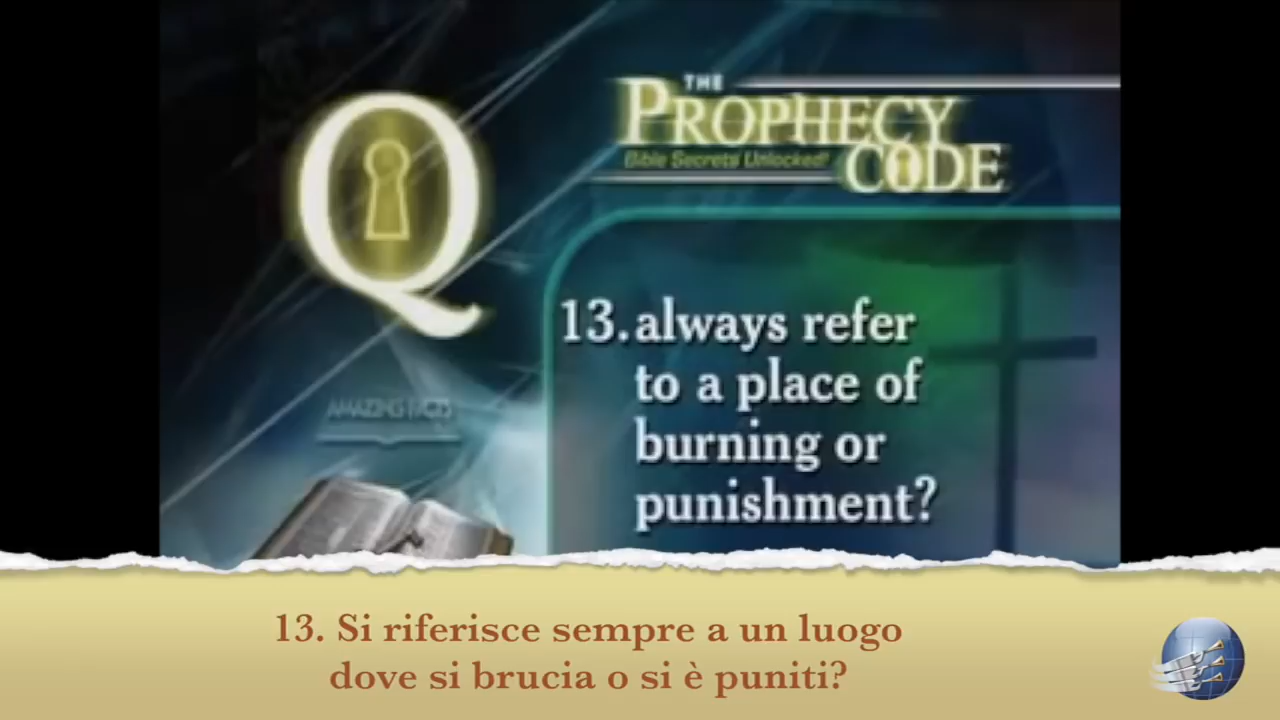 Q
THE
PROPHECY
Bible Secrets Unlocked!
CODE
13. always refer
to a place of
burning or
punishment?
AMAZING FACTS
13. Si riferisce sempre a un luogo
dove si brucia o si è puniti?